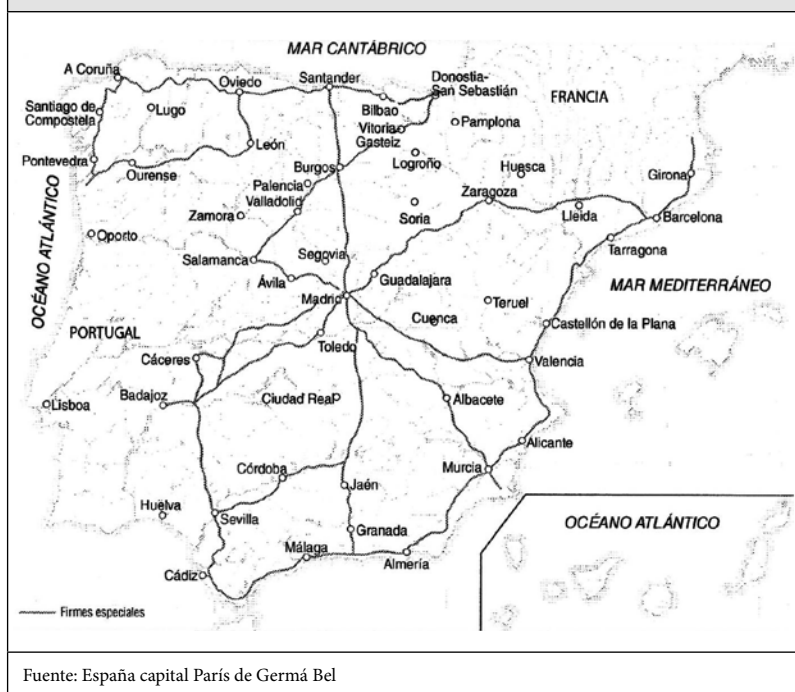 MAR CANTÁBRICO
A Coruña
Oviedo
Santander
Donostia-
San Sebastián
FRANCIA
Santiago de
Compostela
Lugo
Bilbao
Vitoria
Gasteiz
Pamplona
Pontevedra
Ourense
León
Burgos
Logroño
Huesca
Girona
Palencia
Valladolid
Zaragoza
Zamora
Soria
Lleida
Barcelona
OCÉANO ATLÁNTICO
Oporto
Salamanca
Segovia
Tarragona
Ávila
Guadalajara
MAR MEDITERRÁNEO
Madrid
Teruel
PORTUGAL
Cuenca
Castellón de la Plana
Toledo
Cáceres
Valencia
Lisboa
Badajoz
Ciudad Real
Albacete
Alicante
Córdoba
Murcia
Jaén
Huelva
Sevilla
Granada
OCÉANO ATLÁNTICO
Málaga
Almería
Cádiz
Firmes especiales
Fuente: España capital París de Germá Bel